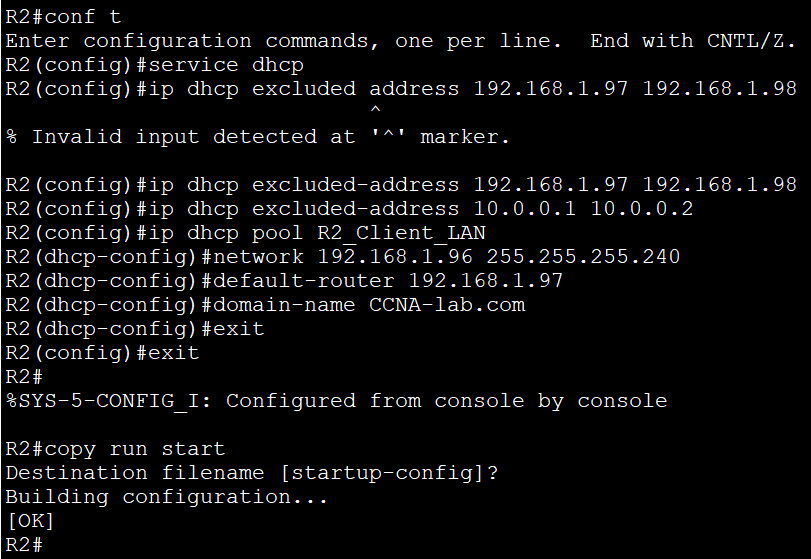 R2#conf t
Enter configuration commands, one per line.  End with CNTL/Z.
R2(config)#service dhcp
R2(config)#ip dhcp excluded address 192.168.1.97 192.168.1.98
                            ^
% Invalid input detected at '^' marker.

R2(config)#ip dhcp excluded-address 192.168.1.97 192.168.1.98
R2(config)#ip dhcp excluded-address 10.0.0.1 10.0.0.2
R2(config)#ip dhcp pool R2_Client_LAN
R2(dhcp-config)#network 192.168.1.96 255.255.255.240
R2(dhcp-config)#default-router 192.168.1.97
R2(dhcp-config)#domain-name CCNA-lab.com
R2(dhcp-config)#exit
R2(config)#exit
R2#
%SYS-5-CONFIG_I: Configured from console by console

R2#copy run start
Destination filename [startup-config]?
Building configuration...
[OK]
R2#